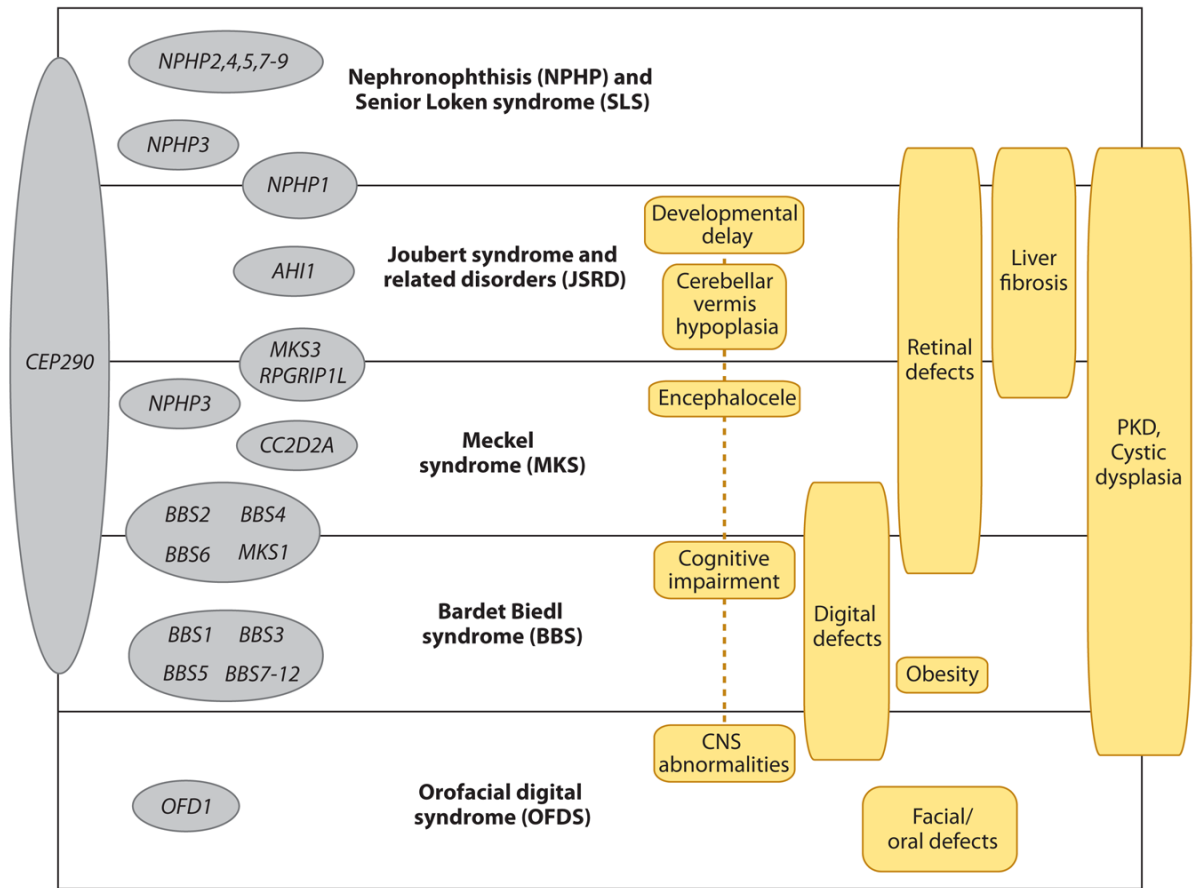 NPHP2,4,5,7-9
Nephronophthisis (NPHP) and
Senior Loken syndrome (SLS)
NPHP3
NPHP1
Developmental
delay
AHI1
Joubert syndrome and
related disorders (JSRD)
Cerebellar
vermis
hypoplasia
Liver
fibrosis
CEP290
MKS3
RPGRIP1L
Retinal
defects
NPHP3
Encephalocele
CC2D2A
Meckel
syndrome (MKS)
PKD,
Cystic
dysplasia
BBS2 BBS4
BBS6 MKS1
Cognitive
impairment
Bardet Biedl
syndrome (BBS)
Digital
defects
BBS1 BBS3
BBS5 BBS7-12
Obesity
CNS
abnormalities
OFD1
Orofacial digital
syndrome (OFDS)
Facial/
oral defects